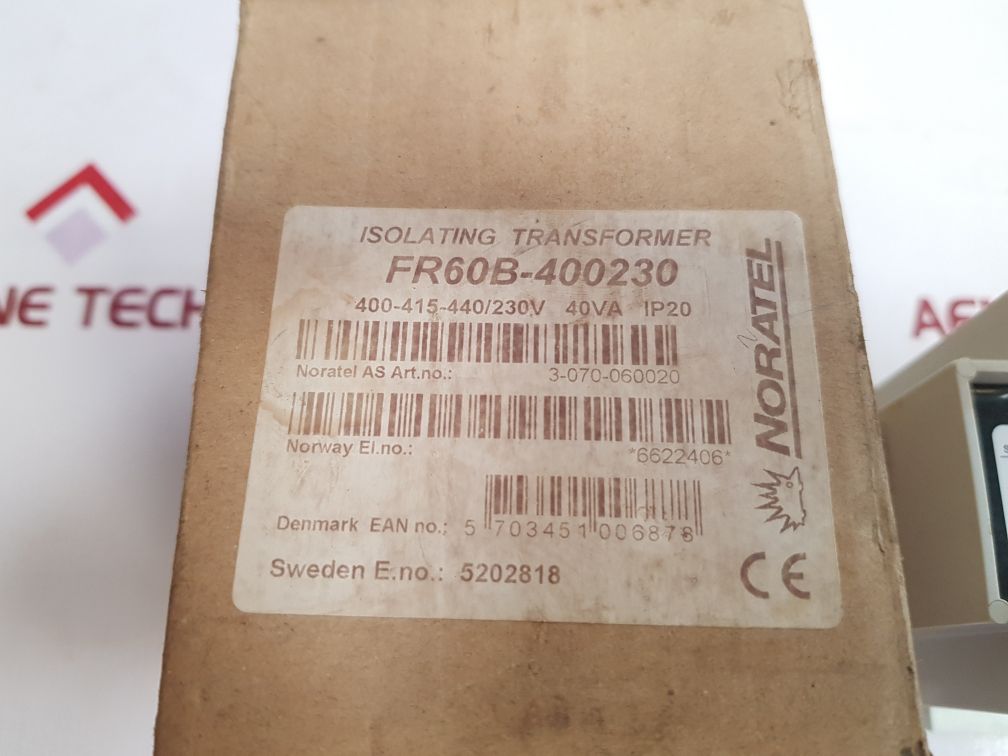 ISOLATING TRANSFORMER
FR60B-400230
400-415-440/230V 40VA IP20
Noratel AS Art.no.: 3-070-060020
Norway El.no.: *6622406*
Denmark EAN no.: 5 703451 006878
Sweden E.no.: 5202818
NORATEL
CE
NE TECH
AE